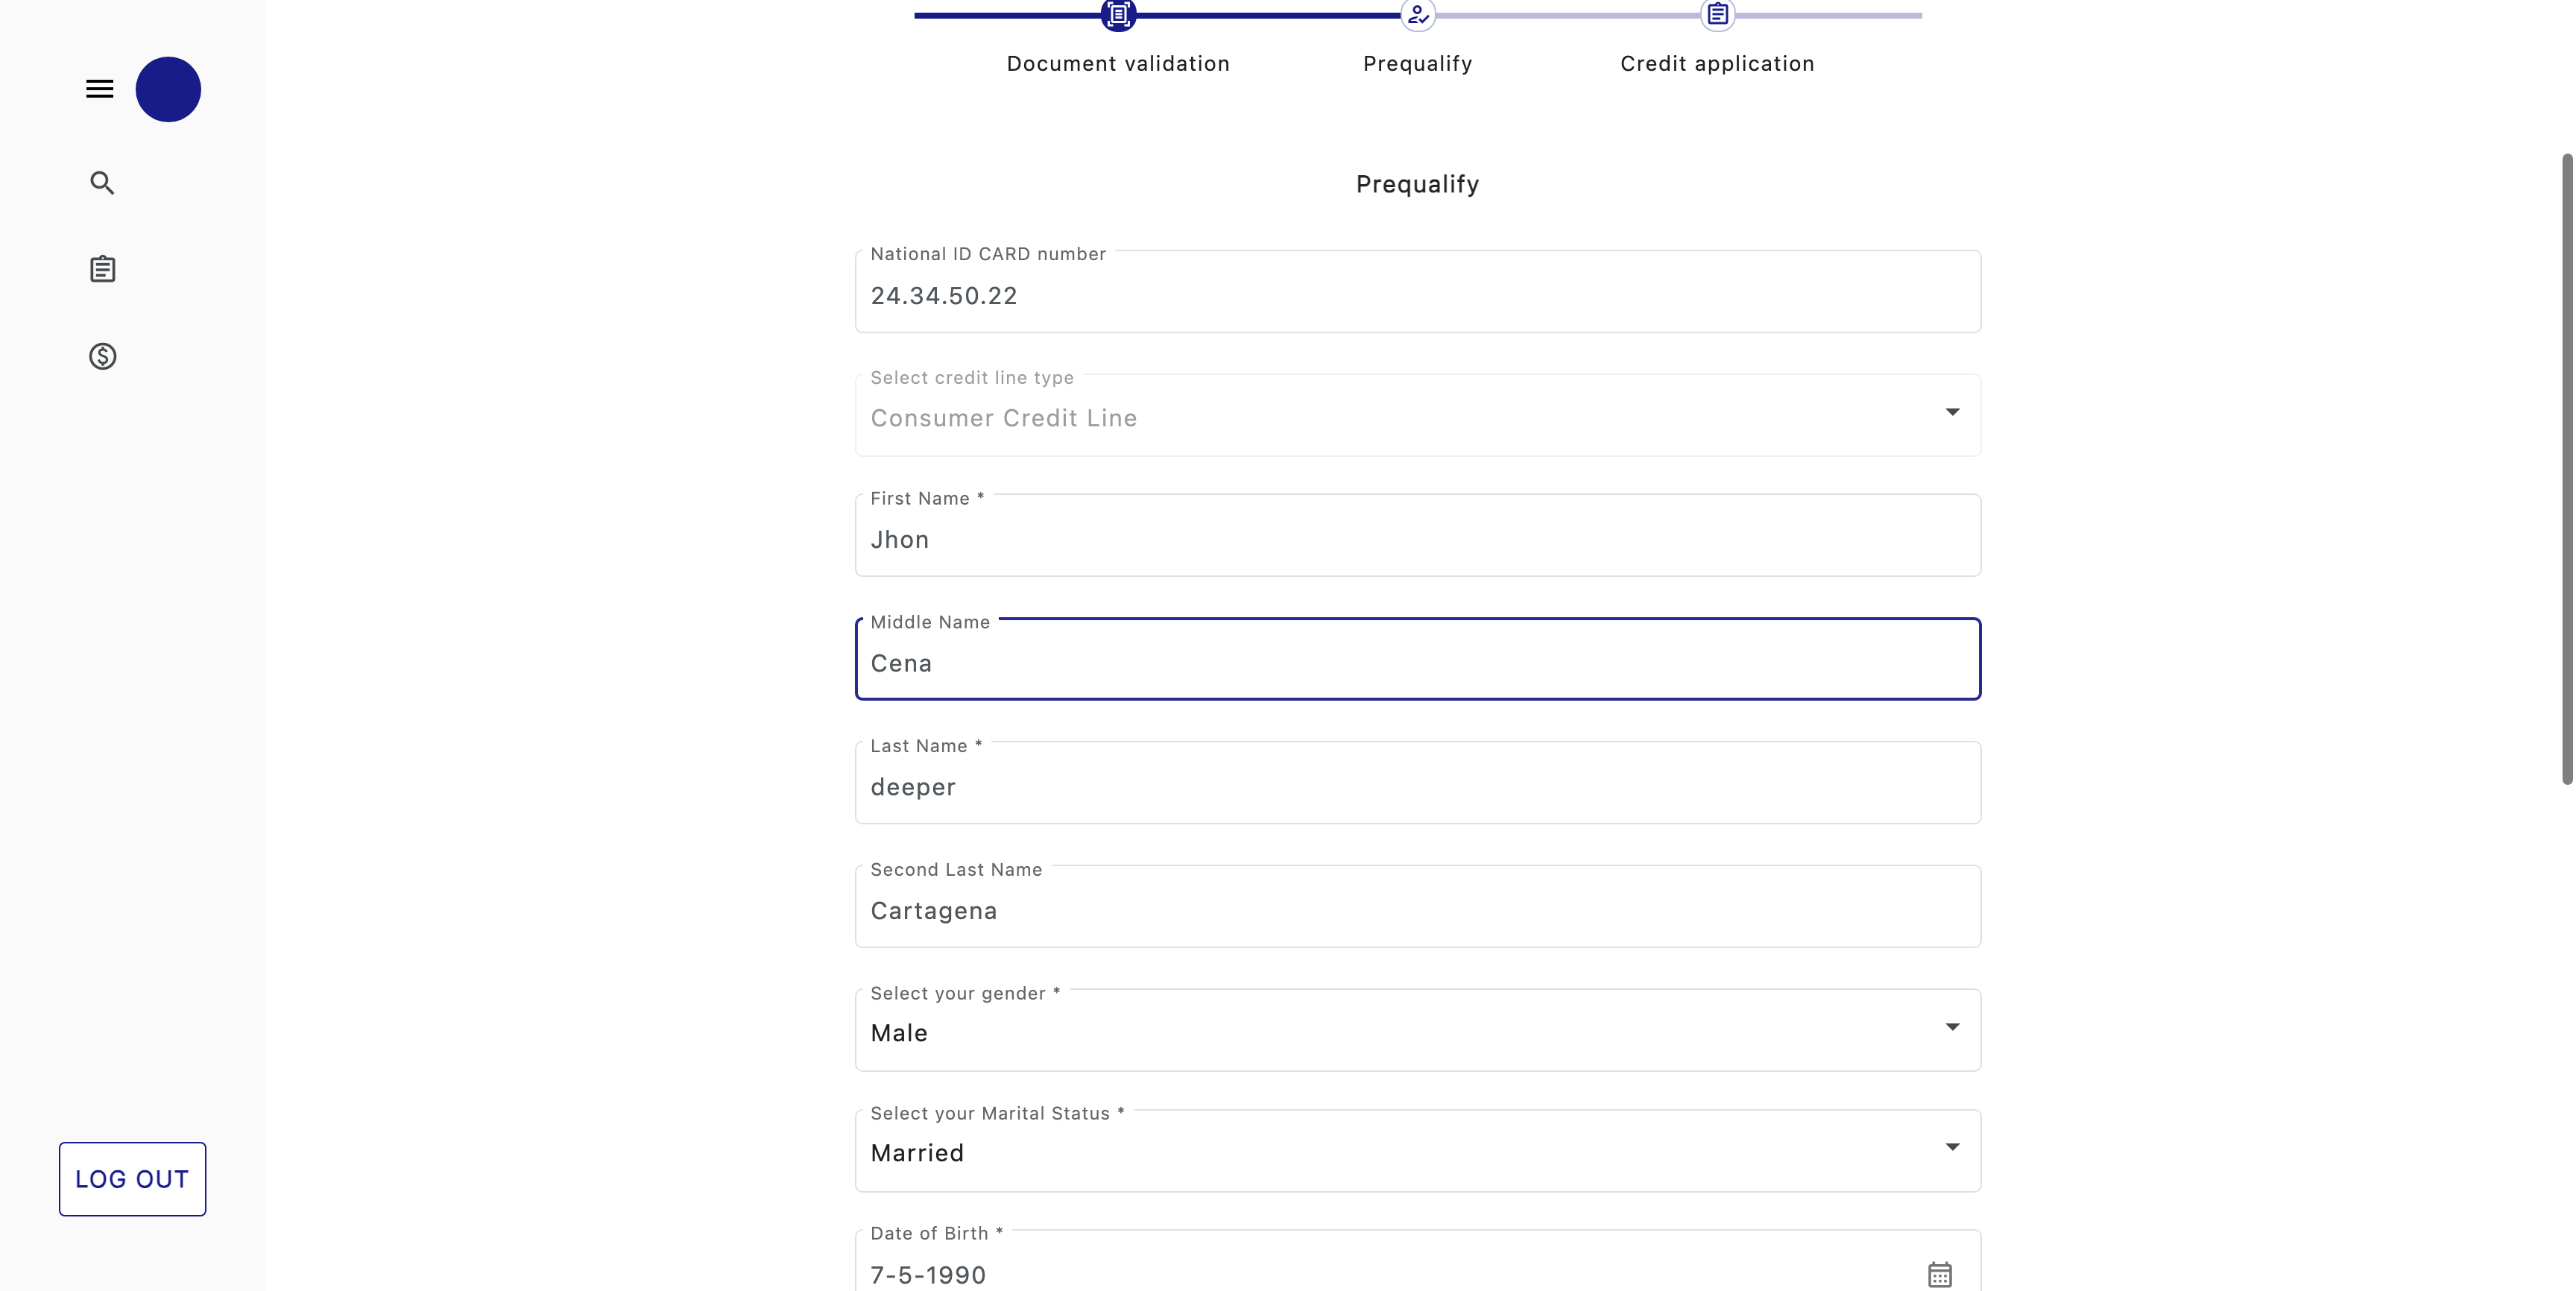 Document validation
Prequalify
Credit application
Prequalify
National ID CARD number
24.34.50.22
Select credit line type
Consumer Credit Line
First Name *
Jhon
Middle Name
Cena
Last Name *
deeper
Second Last Name
Cartagena
Select your gender *
Male
Select your Marital Status *
Married
Date of Birth *
7-5-1990
LOG OUT